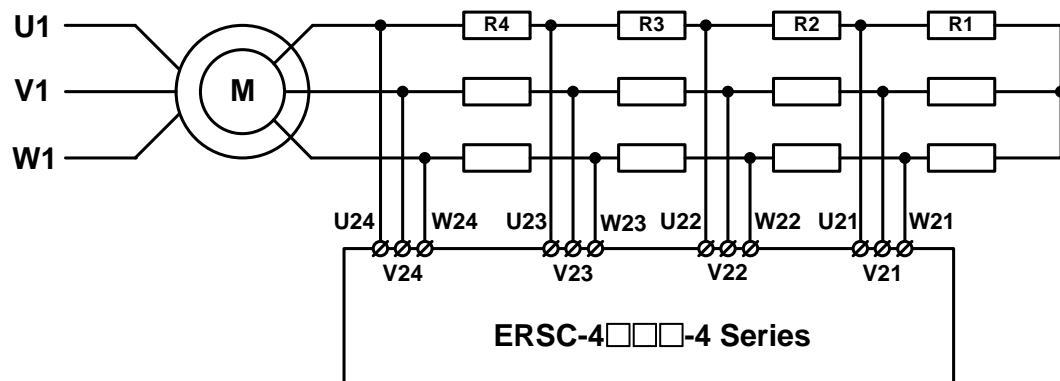 U1
V1
W1
M
R4 R3 R2 R1
U24 W24 U23 W23 U22 W22 U21 W21
V24 V23 V22 V21
ERSC-4□□□-4 Series